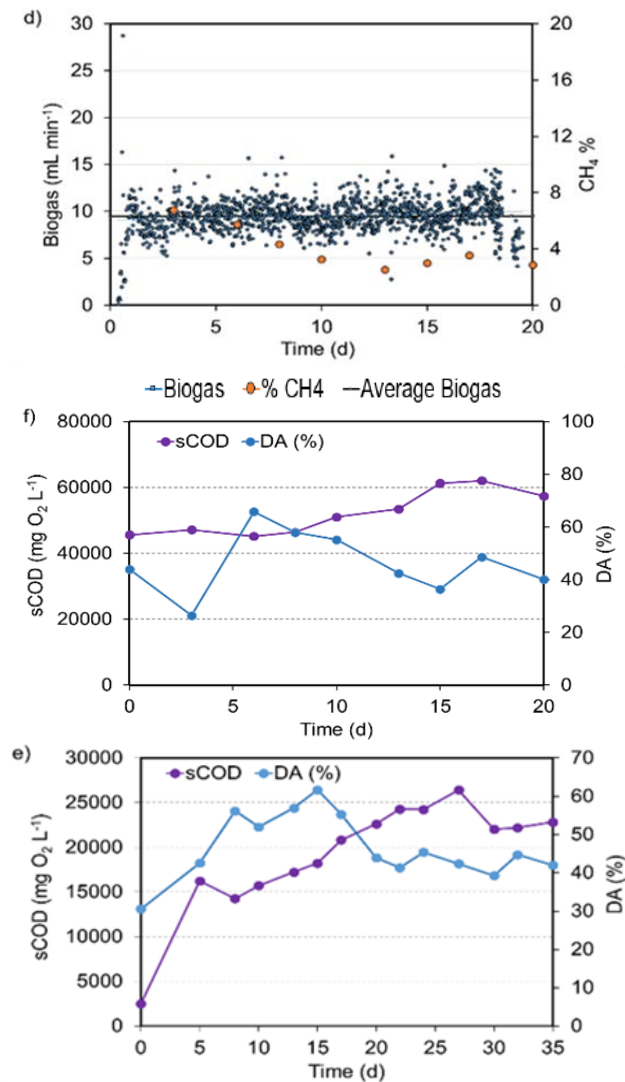 d)
30
25
20
15
10
5
0
Biogas (mL min⁻¹)
20
16
12
8
4
0
CH₄ %
0 5 10 15 20
Time (d)
Biogas % CH4 Average Biogas
f)
80000
60000
40000
20000
0
sCOD (mg O₂ L⁻¹)
sCOD DA (%)
100
80
60
40
20
0
DA (%)
0 5 10 15 20
Time (d)
e)
30000
25000
20000
15000
10000
5000
0
sCOD (mg O₂ L⁻¹)
sCOD DA (%)
70
60
50
40
30
20
10
0
DA (%)
0 5 10 15 20 25 30 35
Time (d)